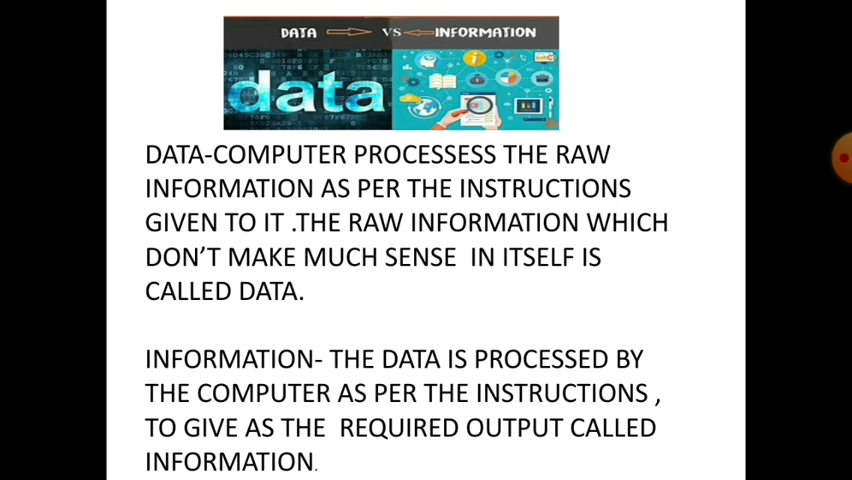 DATA VS INFORMATION
data
DATA-COMPUTER PROCESSESS THE RAW
INFORMATION AS PER THE INSTRUCTIONS
GIVEN TO IT .THE RAW INFORMATION WHICH
DON’T MAKE MUCH SENSE IN ITSELF IS
CALLED DATA.
INFORMATION- THE DATA IS PROCESSED BY
THE COMPUTER AS PER THE INSTRUCTIONS ,
TO GIVE AS THE REQUIRED OUTPUT CALLED
INFORMATION.